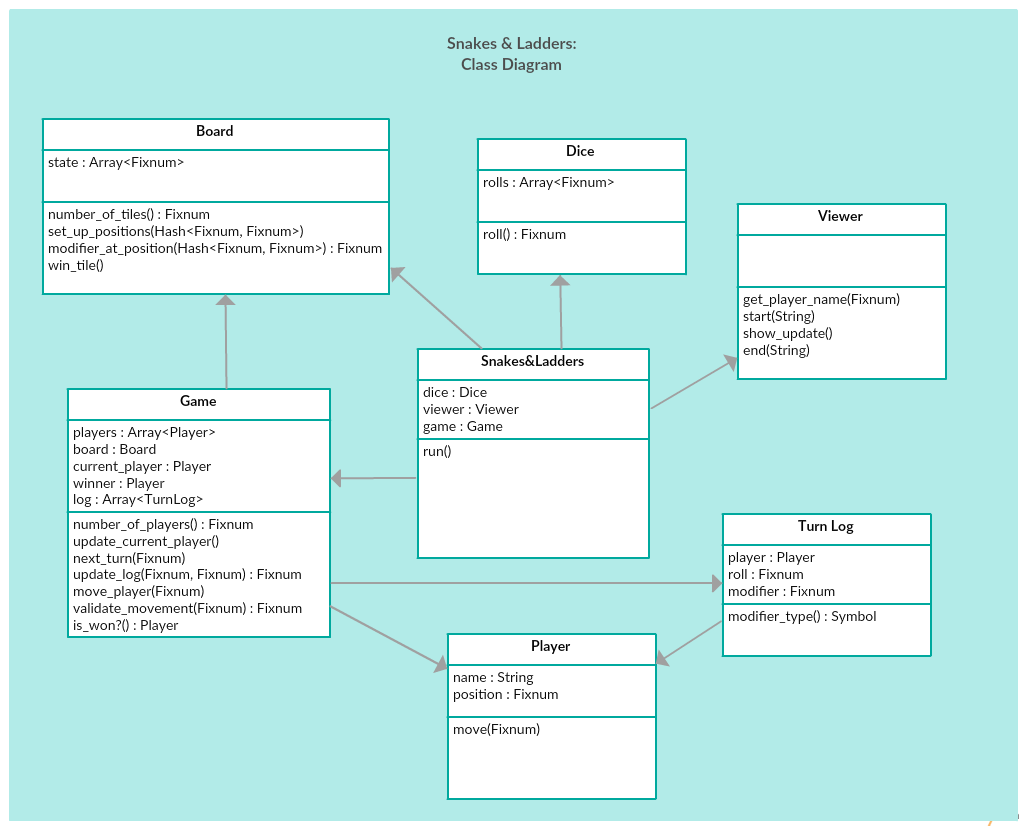 Snakes & Ladders:
Class Diagram
Board
state : Array<Fixnum>
number_of_tiles() : Fixnum
set_up_positions(Hash<Fixnum, Fixnum>)
modifier_at_position(Hash<Fixnum, Fixnum>) : Fixnum
win_tile()
Dice
rolls : Array<Fixnum>
roll() : Fixnum
Viewer
get_player_name(Fixnum)
start(String)
show_update()
end(String)
Snakes&Ladders
dice : Dice
viewer : Viewer
game : Game
run()
Game
players : Array<Player>
board : Board
current_player : Player
winner : Player
log : Array<TurnLog>
number_of_players() : Fixnum
update_current_player()
next_turn(Fixnum)
update_log(Fixnum, Fixnum) : Fixnum
move_player(Fixnum)
validate_movement(Fixnum) : Fixnum
is_won?() : Player
Turn Log
player : Player
roll : Fixnum
modifier : Fixnum
modifier_type() : Symbol
Player
name : String
position : Fixnum
move(Fixnum)